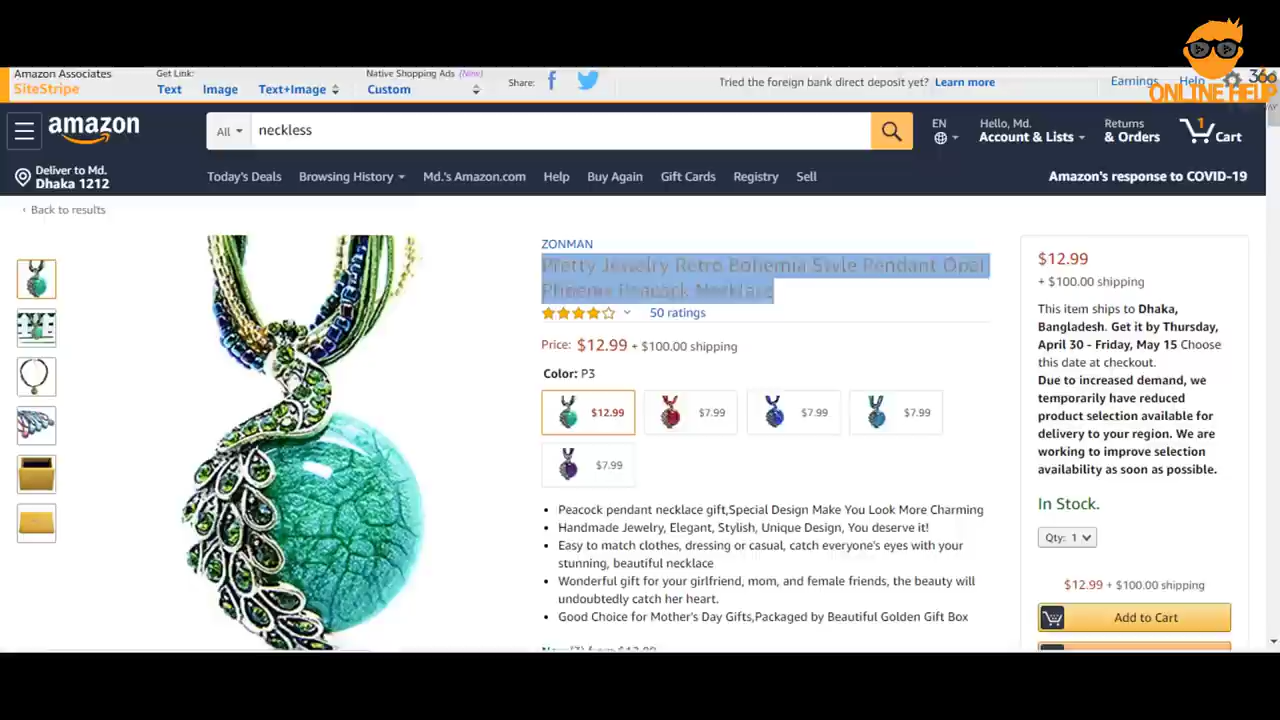 Amazon Associates
SiteStripe
Get Link:
Text Image Text+Image
Native Shopping Ads (New)
Custom
Share:
Tried the foreign bank direct deposit yet? Learn more
Earnings Help
366
ONLINE HELP
amazon
All
neckless
EN
Hello, Md.
Account & Lists
Returns
& Orders
1
Cart
Deliver to Md.
Dhaka 1212
Today's Deals Browsing History Md.'s Amazon.com Help Buy Again Gift Cards Registry Sell
Amazon's response to COVID-19
‹ Back to results
ZONMAN
Pretty Jewelry Retro Bohemia Style Pendant Opal
Phoenix Peacock Necklace
50 ratings
Price: $12.99 + $100.00 shipping
Color: P3
$12.99 $7.99 $7.99 $7.99
$7.99
• Peacock pendant necklace gift,Special Design Make You Look More Charming
• Handmade Jewelry, Elegant, Stylish, Unique Design, You deserve it!
• Easy to match clothes, dressing or casual, catch everyone's eyes with your
stunning, beautiful necklace
• Wonderful gift for your girlfriend, mom, and female friends, the beauty will
undoubtedly catch her heart.
• Good Choice for Mother's Day Gifts,Packaged by Beautiful Golden Gift Box
$12.99
+ $100.00 shipping
This item ships to Dhaka,
Bangladesh. Get it by Thursday,
April 30 - Friday, May 15 Choose
this date at checkout.
Due to increased demand, we
temporarily have reduced
product selection available for
delivery to your region. We are
working to improve selection
availability as soon as possible.
In Stock.
Qty: 1
$12.99 + $100.00 shipping
Add to Cart